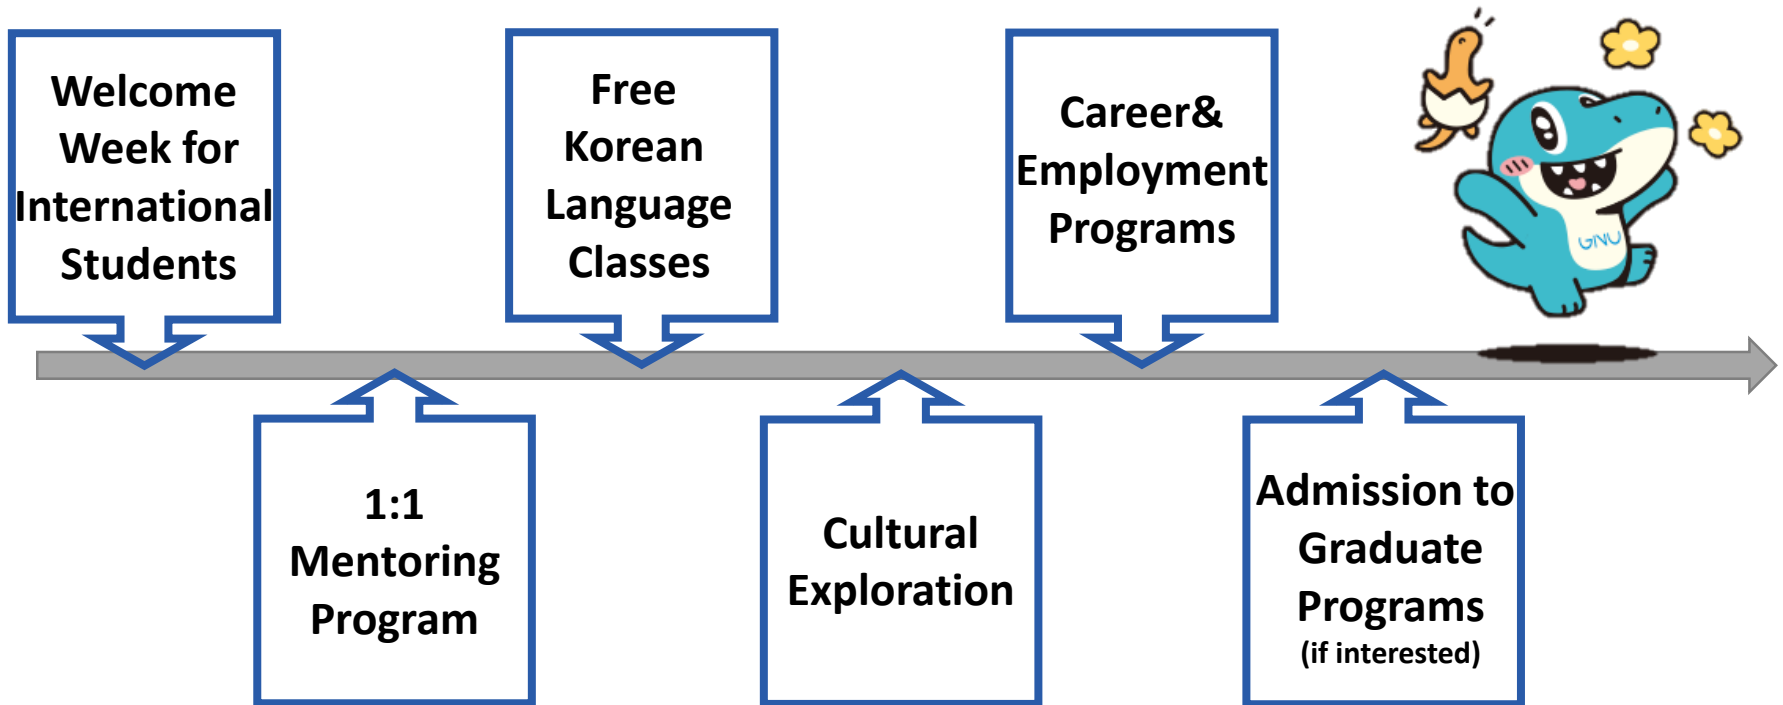 Welcome
Week for
International
Students
1:1
Mentoring
Program
Free
Korean
Language
Classes
Cultural
Exploration
Career&
Employment
Programs
Admission to
Graduate
Programs
(if interested)
GNU